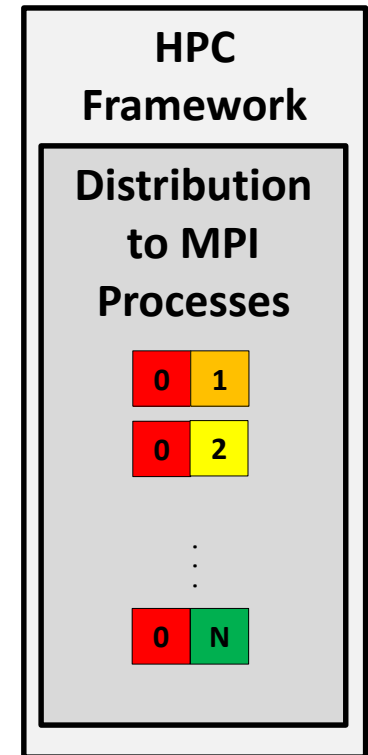 HPC
Framework
Distribution
to MPI
Processes
0 1
0 2
.
.
.
0 N